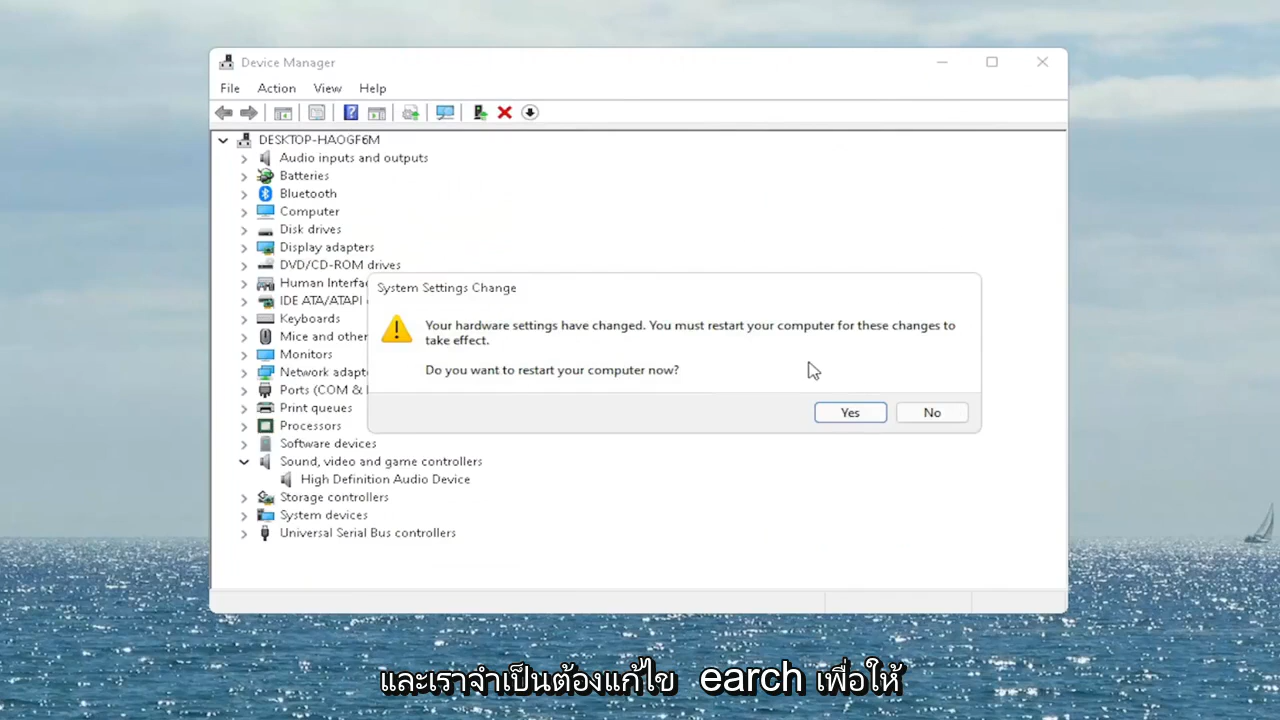 Device Manager
File Action View Help
DESKTOP-HAOGF6M
Audio inputs and outputs
Batteries
Bluetooth
Computer
Disk drives
Display adapters
DVD/CD-ROM drives
Human Interfa
IDE ATA/ATAPI
Keyboards
Mice and other
Monitors
Network adapt
Ports (COM &
Print queues
Processors
Software devices
Sound, video and game controllers
High Definition Audio Device
Storage controllers
System devices
Universal Serial Bus controllers
System Settings Change
Your hardware settings have changed. You must restart your computer for these changes to
take effect.
Do you want to restart your computer now?
Yes No
และเราจำเป็นต้องแก้ไข earch เพื่อให้